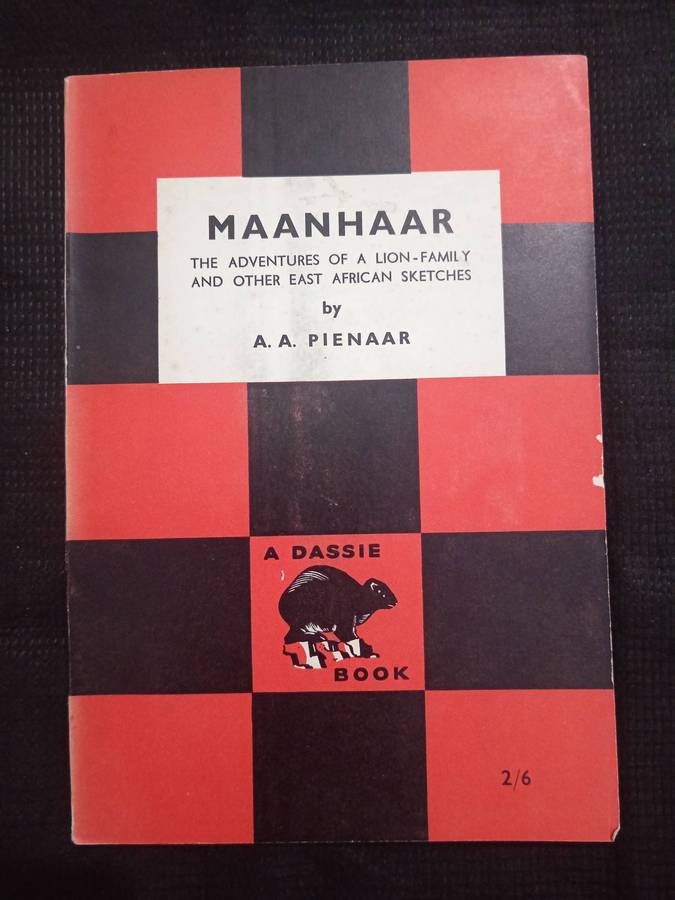 MAANHAAR
THE ADVENTURES OF A LION-FAMILY
AND OTHER EAST AFRICAN SKETCHES
by
A. A. PIENAAR
A DASSIE
BOOK
2/6